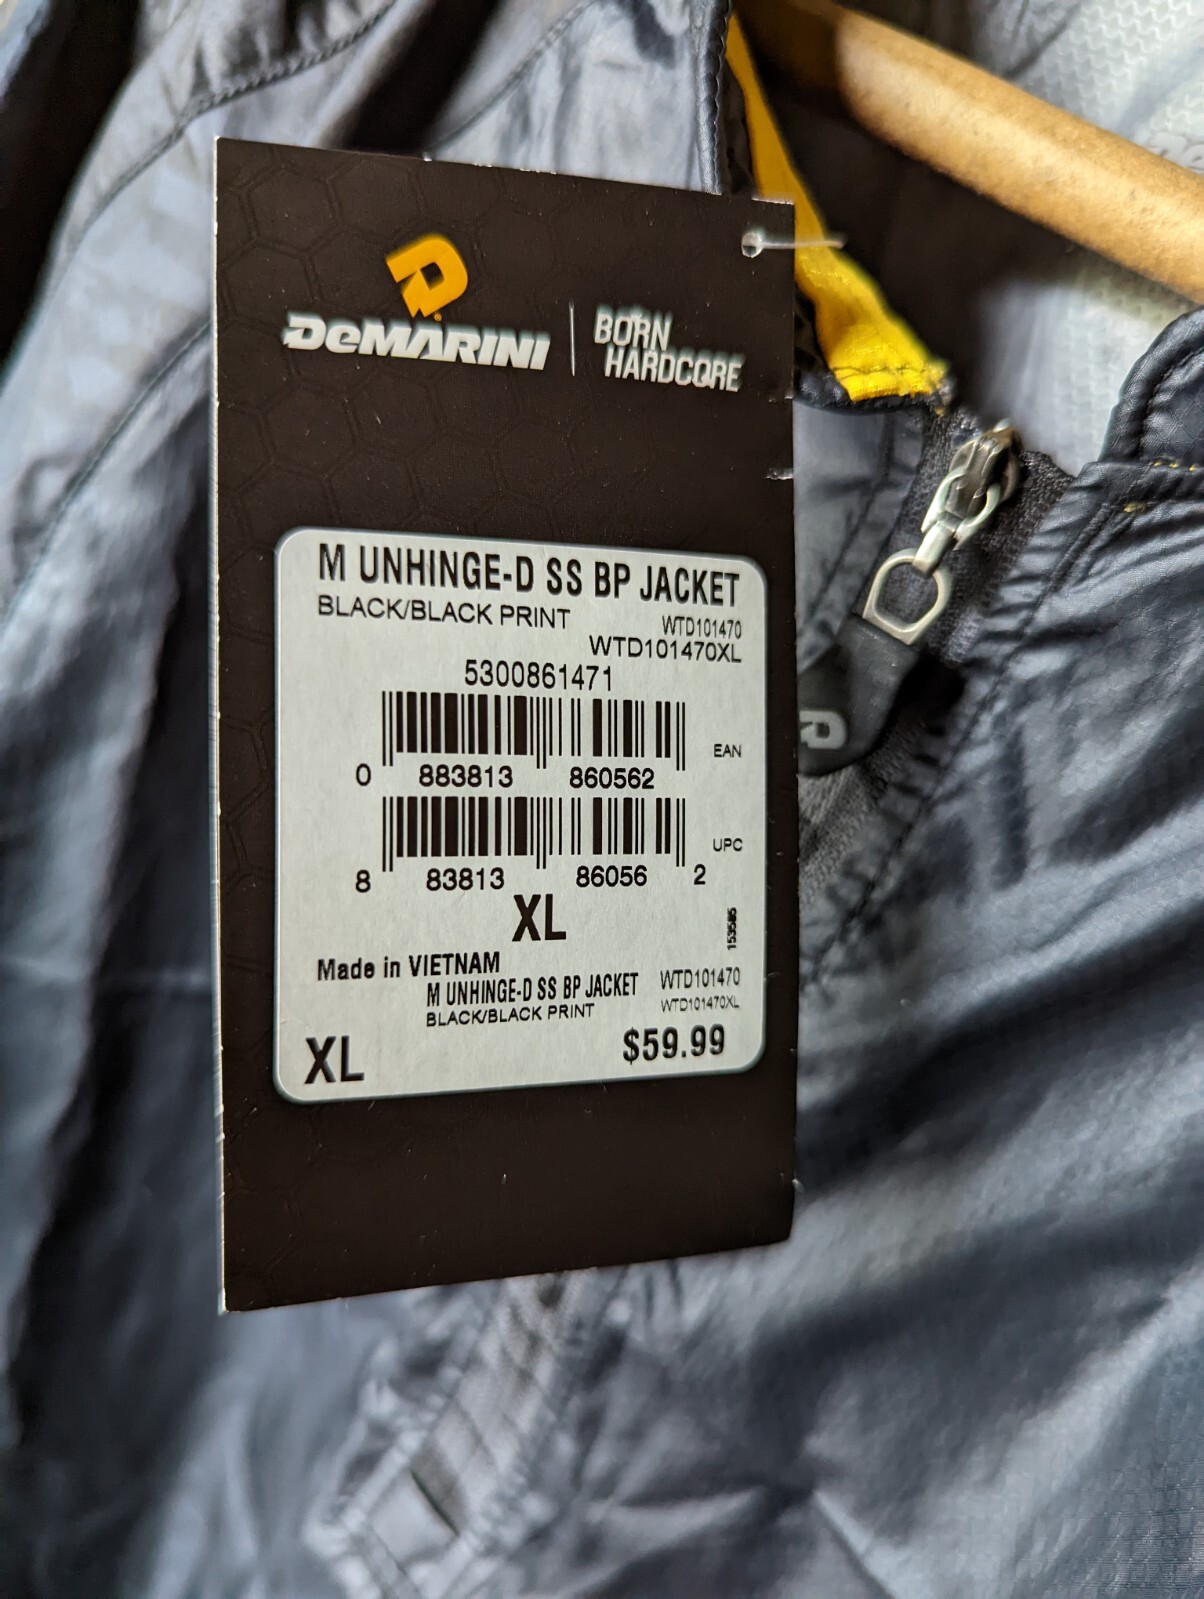 DeMARINI
BORN
HARDCORE
M UNHINGE-D SS BP JACKET
BLACK/BLACK PRINT
WTD101470
WTD101470XL
5300861471
EAN
0 883813 860562
UPC
8 83813 86056 2
XL
153585
Made in VIETNAM
M UNHINGE-D SS BP JACKET WTD101470
BLACK/BLACK PRINT WTD101470XL
XL $59.99